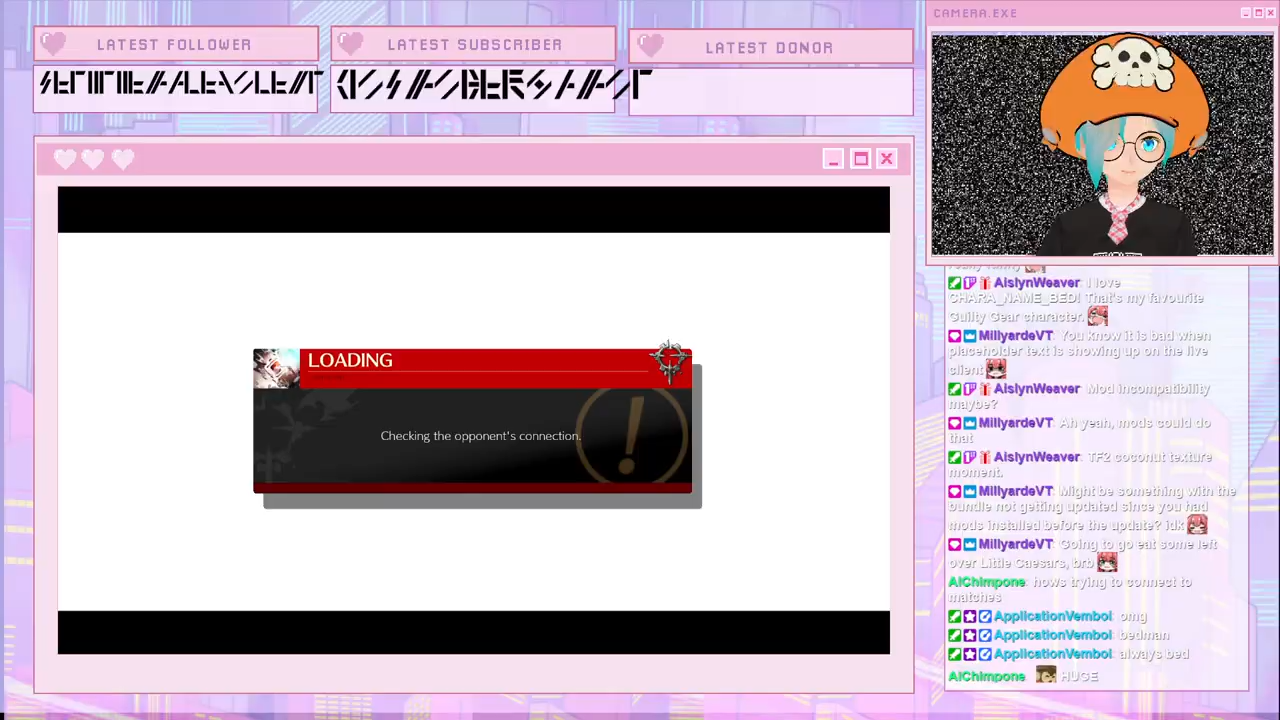 CAMERA.EXE
LATEST FOLLOWER
LATEST SUBSCRIBER
LATEST DONOR
LOADING
Checking the opponent's connection.
AislynWeaver: I love
CHARA_NAME_BED! That's my favourite
Guilty Gear character.
MillyardeVT: You know it is bad when
placeholder text is showing up on the live
client
AislynWeaver: Mod incompatibility
maybe?
MillyardeVT: Ah yeah, mods could do
that
AislynWeaver: TF2 coconut texture
moment.
MillyardeVT: Might be something with the
bundle not getting updated since you had
mods installed before the update? idk
MillyardeVT: Going to go eat some left
over Little Caesars, brb
AlChimpone: hows trying to connect to
matches
ApplicationVembol: omg
ApplicationVembol: bedman
ApplicationVembol: always bed
AlChimpone: HUGE